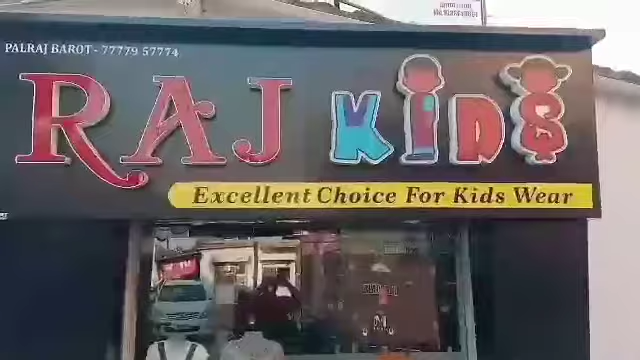 PALRAJ BAROT - 77779 57774
RAJ KIDS
Excellent Choice For Kids Wear